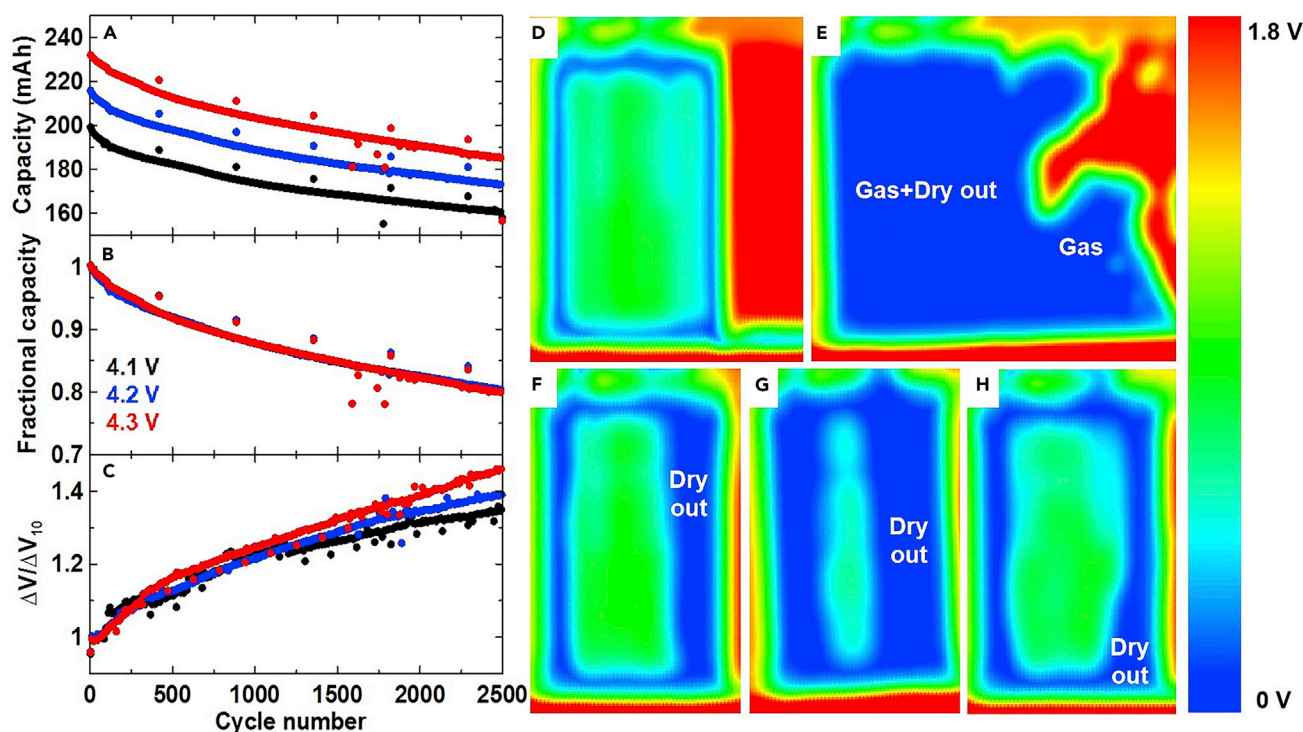 A
Capacity (mAh)
240
220
200
180
160
B
Fractional capacity
1
0.9
0.8
0.7
4.1 V
4.2 V
4.3 V
C
ΔV/ΔV10
1.4
1.2
1
0
500
1000
1500
2000
2500
Cycle number
D
E
Gas+Dry out
Gas
F
Dry
out
G
Dry
out
H
Dry
out
1.8 V
0 V